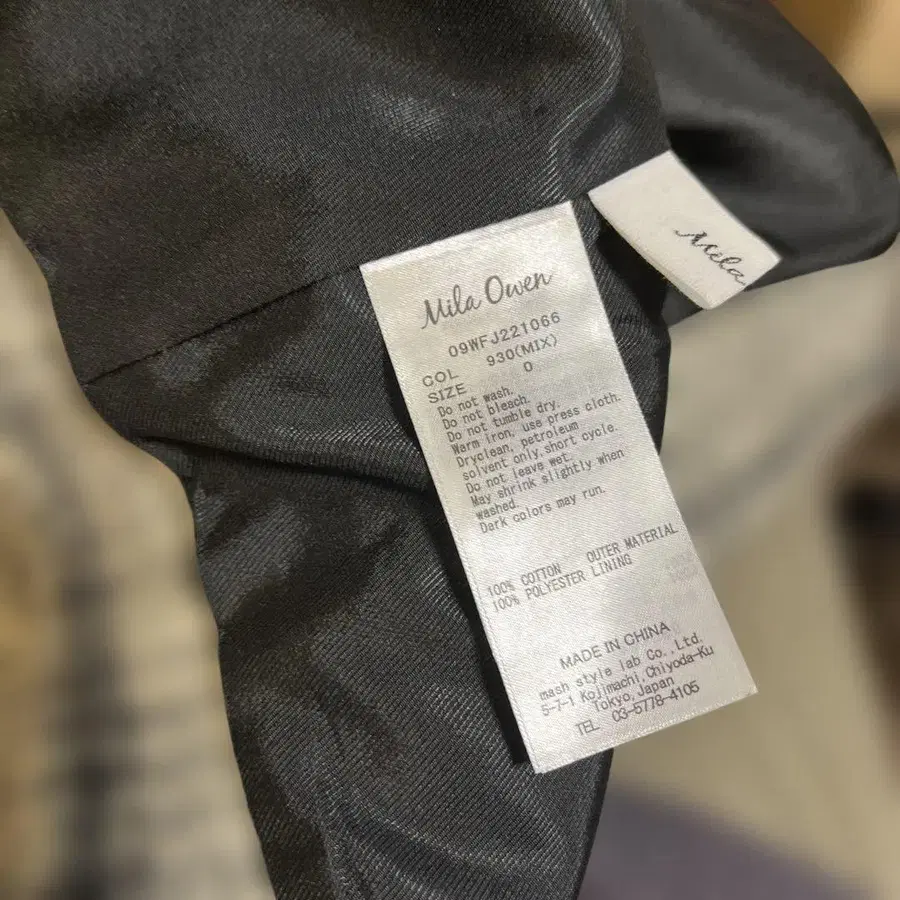 Mila
Mila Owen
09WFJ221066
COL 930(MIX)
SIZE 0
Do not wash.
Do not bleach.
Do not tumble dry.
Warm iron, use press cloth.
Dryclean, petroleum
solvent only,short cycle.
Do not leave wet.
May shrink slightly when
washed.
Dark colors may run.
100% COTTON OUTER MATERIAL
100% POLYESTER LINING
MADE IN CHINA
mash style lab Co.,Ltd.
5-7-1 Kojimachi,Chiyoda-Ku
Tokyo,Japan
TEL 03-5778-4105